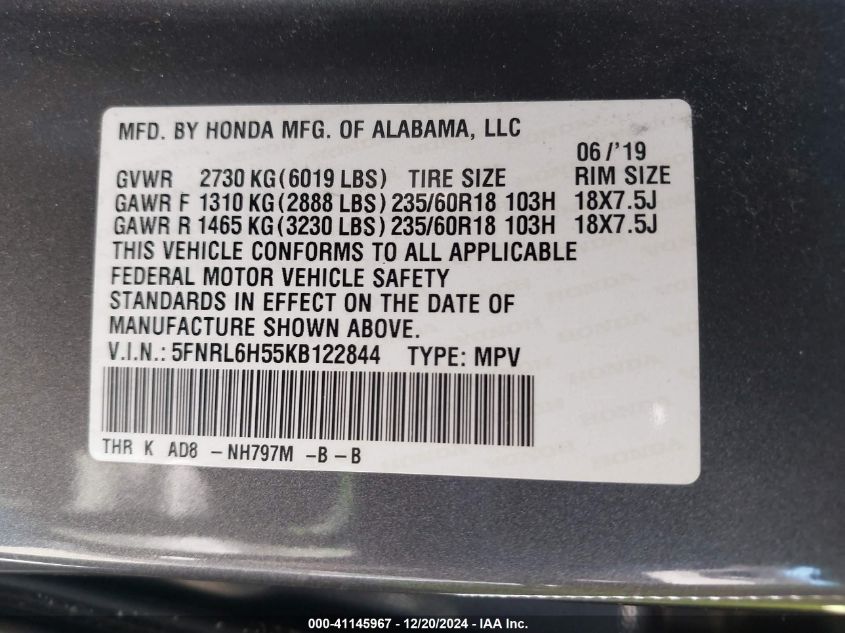 MFD. BY HONDA MFG. OF ALABAMA, LLC
06/'19
GVWR 2730 KG(6019 LBS) TIRE SIZE RIM SIZE
GAWR F 1310 KG(2888 LBS)235/60R18 103H 18X7.5J
GAWR R 1465 KG(3230 LBS)235/60R18 103H 18X7.5J
THIS VEHICLE CONFORMS TO ALL APPLICABLE
FEDERAL MOTOR VEHICLE SAFETY
STANDARDS IN EFFECT ON THE DATE OF
MANUFACTURE SHOWN ABOVE.
V.I.N.: 5FNRL6H55KB122844 TYPE: MPV
THR K AD8 -NH797M -B-B
000-41145967 - 12/20/2024 - IAA Inc.